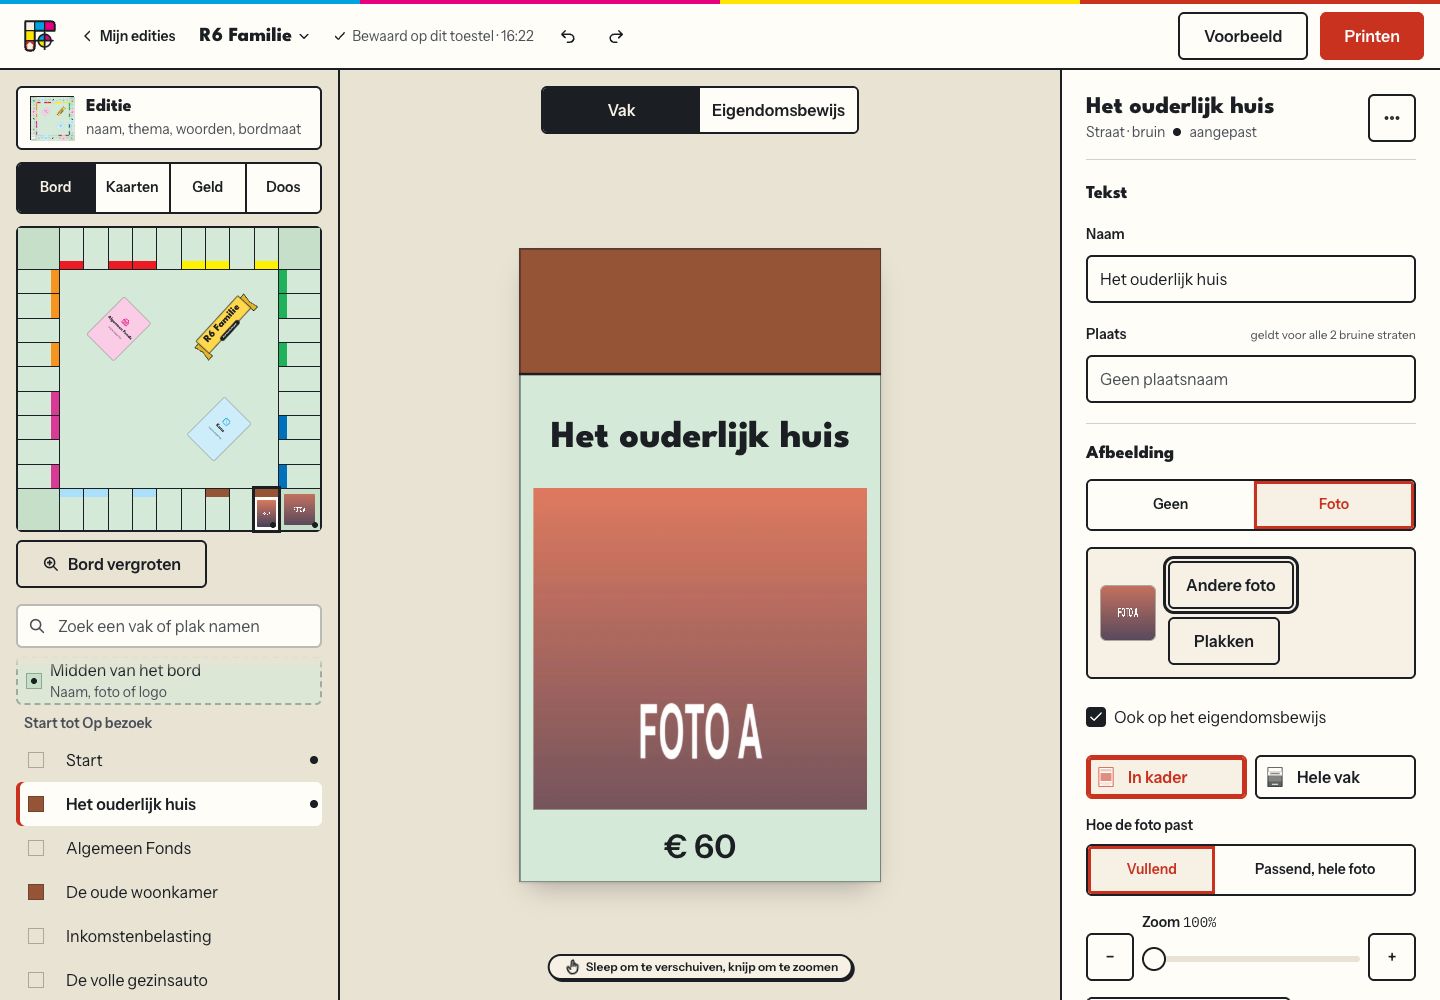 Mijn edities
R6 Familie
Bewaard op dit toestel · 16:22
Voorbeeld
Printen
Editie
naam, thema, woorden, bordmaat
Bord
Kaarten
Geld
Doos
Algemeen Fonds
R6 Familie
Bord vergroten
Zoek een vak of plak namen
Midden van het bord
Naam, foto of logo
Start tot Op bezoek
Start
Het ouderlijk huis
Algemeen Fonds
De oude woonkamer
Inkomstenbelasting
De volle gezinsauto
Vak
Eigendomsbewijs
Het ouderlijk huis
FOTO A
€ 60
Sleep om te verschuiven, knijp om te zoomen
Het ouderlijk huis
Straat · bruin ● aangepast
Tekst
Naam
Het ouderlijk huis
Plaats
geldt voor alle 2 bruine straten
Geen plaatsnaam
Afbeelding
Geen
Foto
FOTO A
Andere foto
Plakken
Ook op het eigendomsbewijs
In kader
Hele vak
Hoe de foto past
Vullend
Passend, hele foto
Zoom 100%
−
+